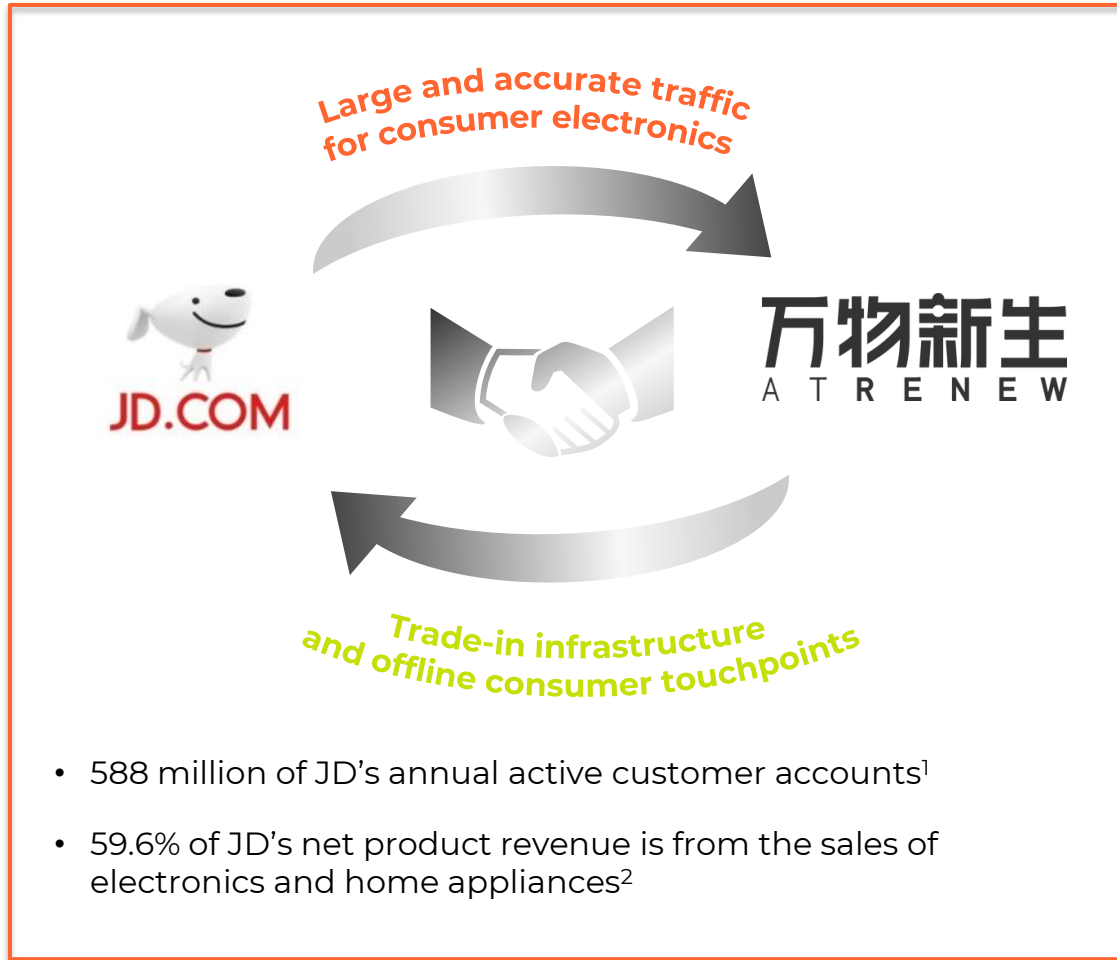 Large and accurate traffic
for consumer electronics
JD.COM
万物新生
ATRENEW
Trade-in infrastructure
and offline consumer touchpoints
• 588 million of JD’s annual active customer accounts1
• 59.6% of JD’s net product revenue is from the sales of
electronics and home appliances2